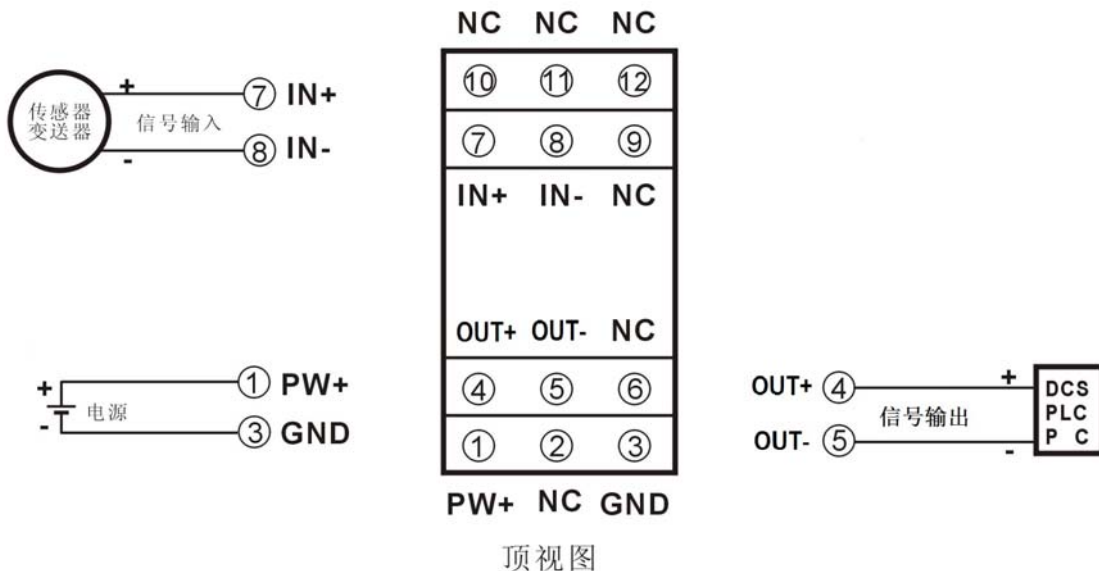 NC NC NC
⑩ ⑪ ⑫
⑦ ⑧ ⑨
IN+ IN- NC
OUT+ OUT- NC
④ ⑤ ⑥
① ② ③
PW+ NC GND
顶视图
传感器
变送器
+
信号输入
-
⑦ IN+
⑧ IN-
+
电源
-
① PW+
③ GND
OUT+ ④
OUT- ⑤
+
信号输出
-
DCS
PLC
P C